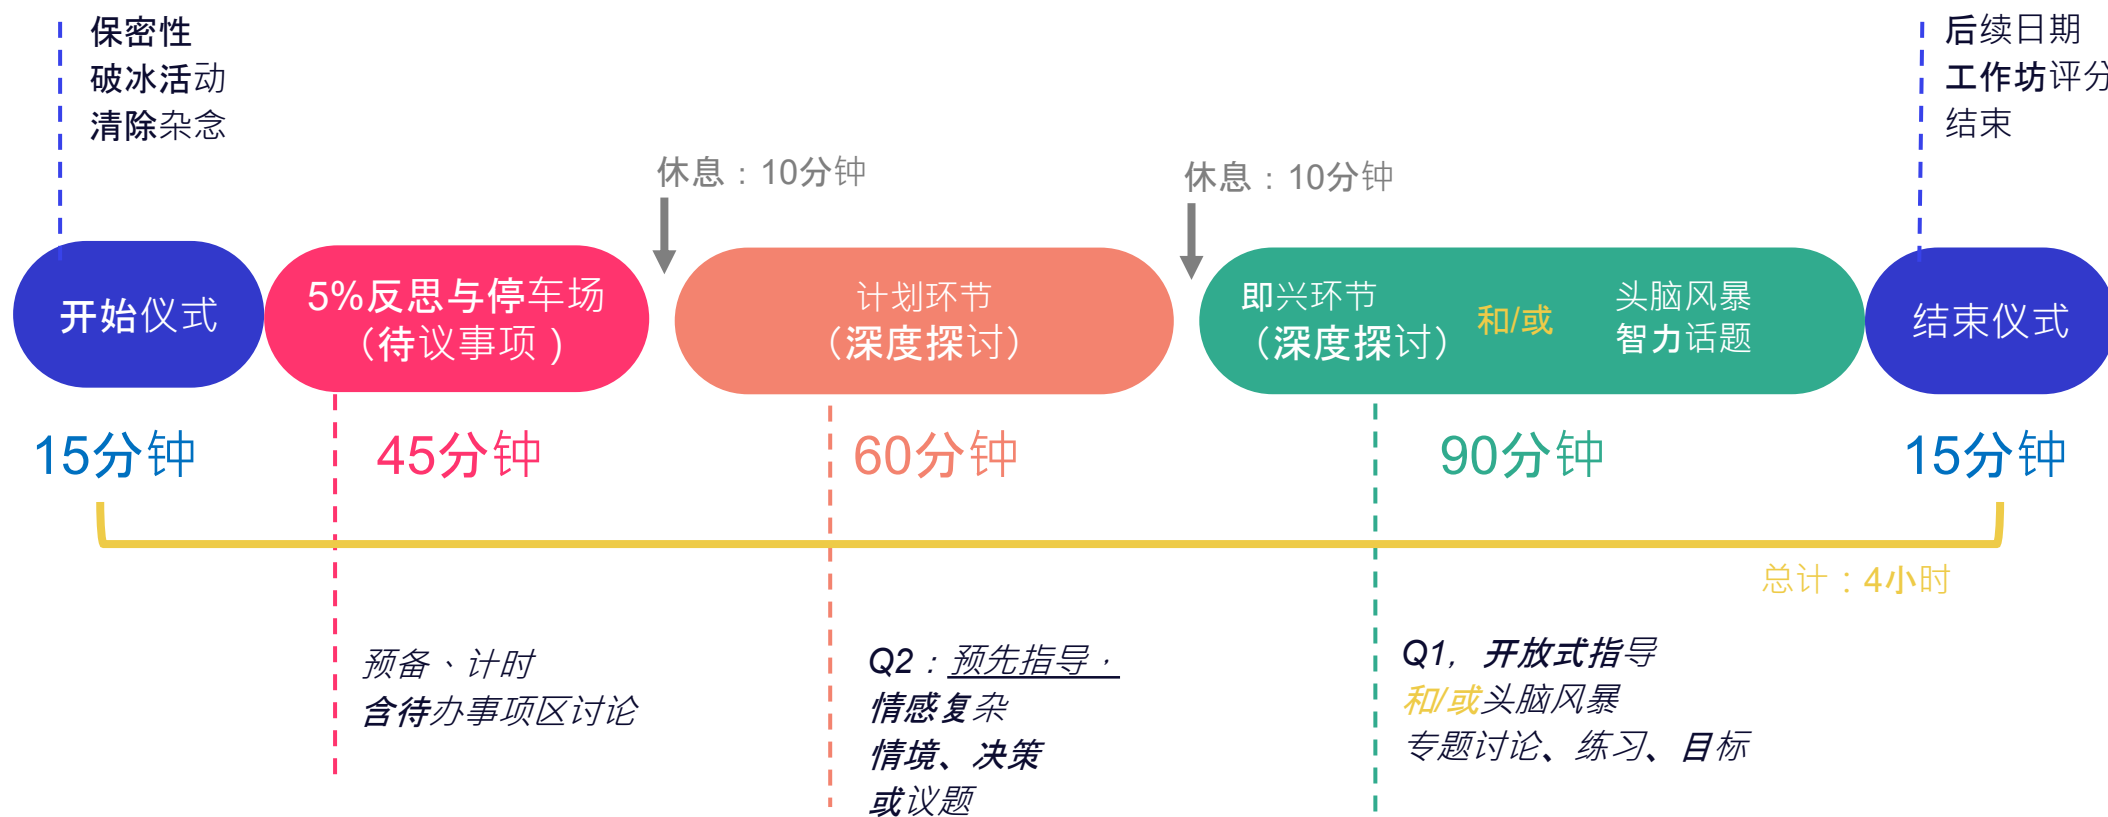 保密性
破冰活动
清除杂念
后续日期
工作坊评分
结束
休息：10分钟
休息：10分钟
开始仪式
5%反思与停车场
（待议事项）
计划环节
（深度探讨）
即兴环节
（深度探讨）
和/或
头脑风暴
智力话题
结束仪式
15分钟
45分钟
60分钟
90分钟
15分钟
总计：4小时
预备、计时
含待办事项区讨论
Q2：预先指导，
情感复杂
情境、决策
或议题
Q1，开放式指导
和/或头脑风暴
专题讨论、练习、目标